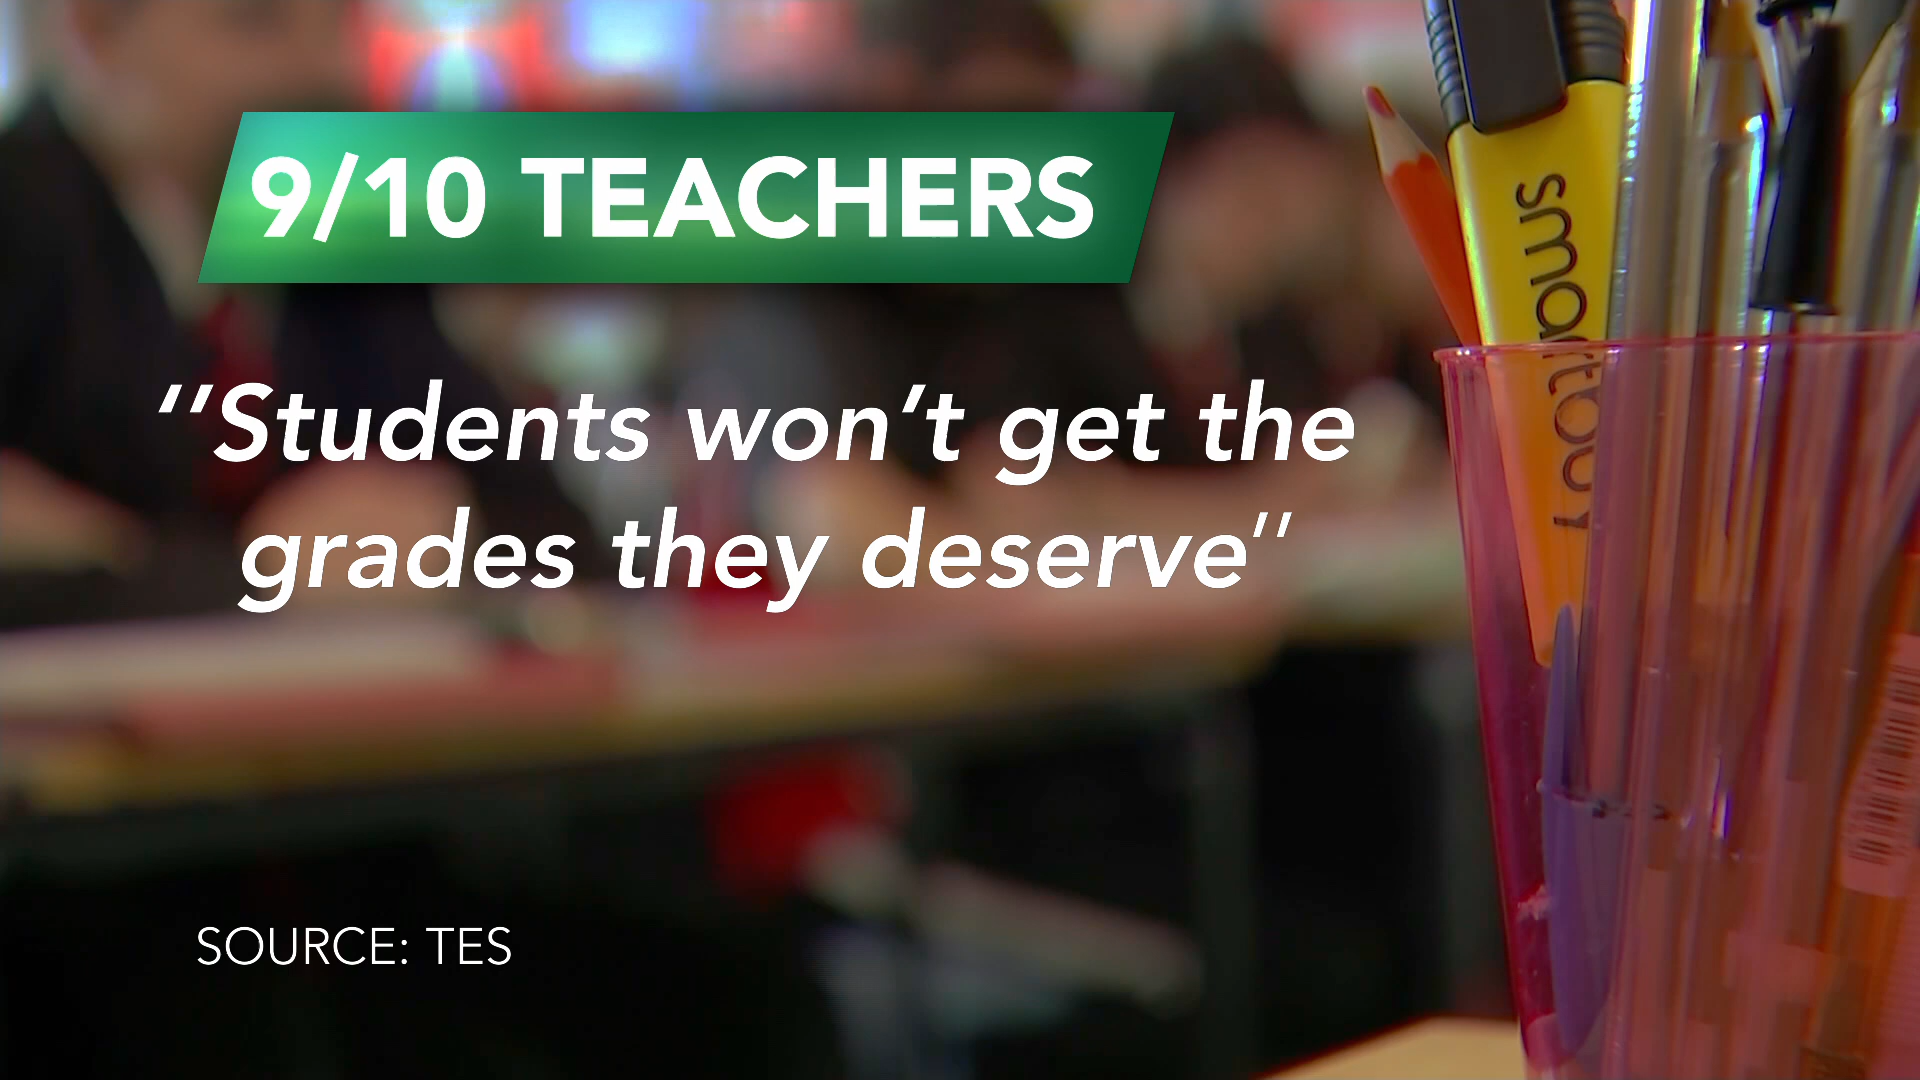 9/10 TEACHERS
"Students won't get the
grades they deserve"
SOURCE: TES
smartbuy